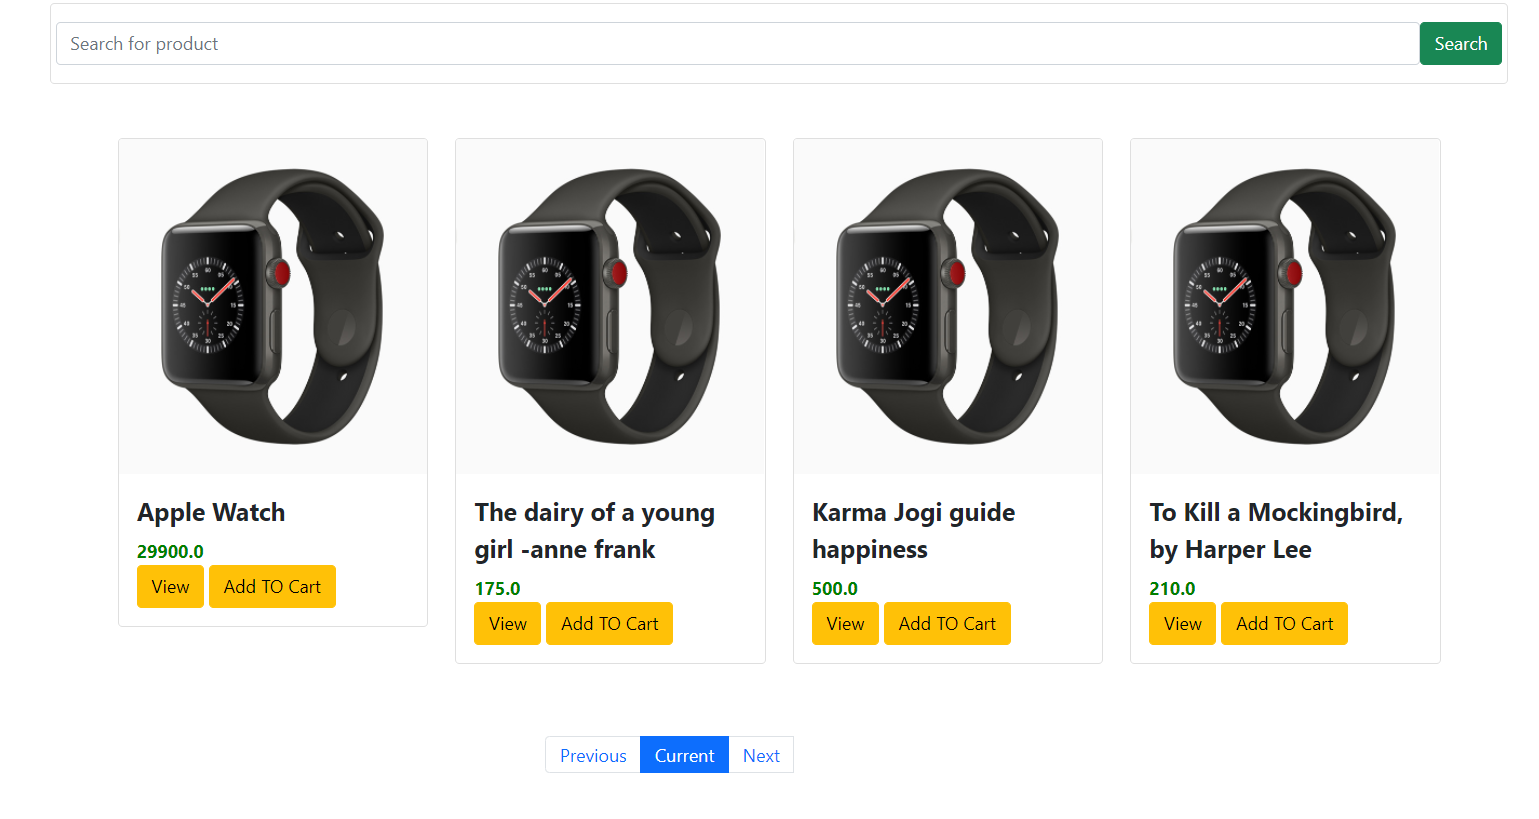 Search for product
Search
Apple Watch
29900.0
View
Add TO Cart
The dairy of a young
girl -anne frank
175.0
View
Add TO Cart
Karma Jogi guide
happiness
500.0
View
Add TO Cart
To Kill a Mockingbird,
by Harper Lee
210.0
View
Add TO Cart
Previous
Current
Next